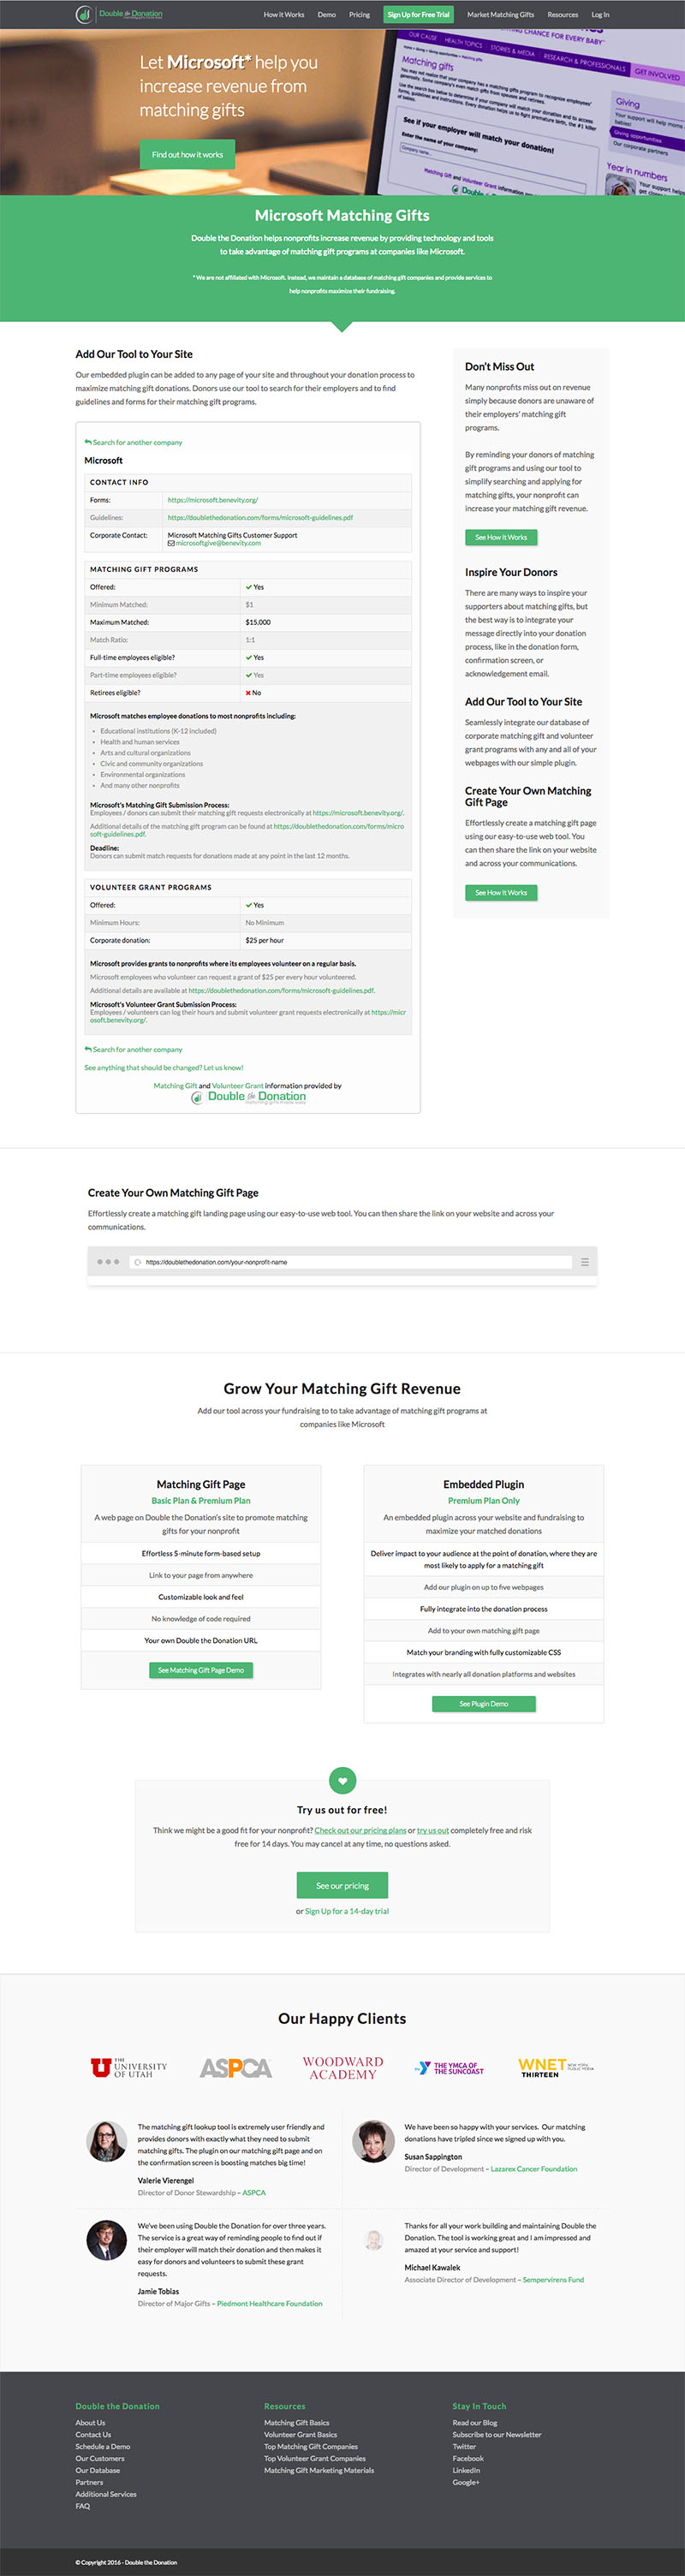 Double the Donation
matching gifts made easy
How it Works
Demo
Pricing
Sign Up for Free Trial
Market Matching Gifts
Resources
Log In
Let Microsoft* help you
increase revenue from
matching gifts
Find out how it works
OUR CAUSE
HEALTH TOPICS
STORIES & MEDIA
RESEARCH & PROFESSIONALS
GET INVOLVED
Matching gifts
See if your employer will match your donation!
Enter the name of your company:
Giving
Giving opportunities
Our corporate partners
Year in numbers
Microsoft Matching Gifts
Double the Donation helps nonprofits increase revenue by providing technology and tools
to take advantage of matching gift programs at companies like Microsoft.
* We are not affiliated with Microsoft. Instead, we maintain a database of matching gift companies and provide services to
help nonprofits maximize their fundraising.
Add Our Tool to Your Site
Our embedded plugin can be added to any page of your site and throughout your donation process to
maximize matching gift donations. Donors use our tool to search for their employers and to find
guidelines and forms for their matching gift programs.
Search for another company
Microsoft
CONTACT INFO
Forms: https://microsoft.benevity.org/
Guidelines: https://doublethedonation.com/forms/microsoft-guidelines.pdf
Corporate Contact: Microsoft Matching Gifts Customer Support
microsoftgive@benevity.com
MATCHING GIFT PROGRAMS
Offered: Yes
Minimum Matched: $1
Maximum Matched: $15,000
Match Ratio: 1:1
Full-time employees eligible? Yes
Part-time employees eligible? Yes
Retirees eligible? No
Microsoft matches employee donations to most nonprofits including:
• Educational institutions (K-12 included)
• Health and human services
• Arts and cultural organizations
• Civic and community organizations
• Environmental organizations
• And many other nonprofits
Microsoft's Matching Gift Submission Process:
Employees / donors can submit their matching gift requests electronically at https://microsoft.benevity.org/.
Additional details of the matching gift program can be found at https://doublethedonation.com/forms/micro
soft-guidelines.pdf.
Deadline:
Donors can submit match requests for donations made at any point in the last 12 months.
VOLUNTEER GRANT PROGRAMS
Offered: Yes
Minimum Hours: No Minimum
Corporate donation: $25 per hour
Microsoft provides grants to nonprofits where its employees volunteer on a regular basis.
Microsoft employees who volunteer can request a grant of $25 per every hour volunteered.
Additional details are available at https://doublethedonation.com/forms/microsoft-guidelines.pdf.
Microsoft's Volunteer Grant Submission Process:
Employees / volunteers can log their hours and submit volunteer grant requests electronically at https://micr
osoft.benevity.org/.
Search for another company
See anything that should be changed? Let us know!
Matching Gift and Volunteer Grant information provided by
Double the Donation
matching gifts made easy
Don't Miss Out
Many nonprofits miss out on revenue
simply because donors are unaware of
their employers' matching gift
programs.
By reminding your donors of matching
gift programs and using our tool to
simplify searching and applying for
matching gifts, your nonprofit can
increase your matching gift revenue.
See How It Works
Inspire Your Donors
There are many ways to inspire your
supporters about matching gifts, but
the best way is to integrate your
message directly into your donation
process, like in the donation form,
confirmation screen, or
acknowledgement email.
Add Our Tool to Your Site
Seamlessly integrate our database of
corporate matching gift and volunteer
grant programs with any and all of your
webpages with our simple plugin.
Create Your Own Matching
Gift Page
Effortlessly create a matching gift page
using our easy-to-use web tool. You
can then share the link on your website
and across your communications.
See How It Works
Create Your Own Matching Gift Page
Effortlessly create a matching gift landing page using our easy-to-use web tool. You can then share the link on your website and across your
communications.
https://doublethedonation.com/your-nonprofit-name
Grow Your Matching Gift Revenue
Add our tool across your fundraising to to take advantage of matching gift programs at
companies like Microsoft
Matching Gift Page
Basic Plan & Premium Plan
A web page on Double the Donation's site to promote matching
gifts for your nonprofit
Effortless 5-minute form-based setup
Link to your page from anywhere
Customizable look and feel
No knowledge of code required
Your own Double the Donation URL
See Matching Gift Page Demo
Embedded Plugin
Premium Plan Only
An embedded plugin across your website and fundraising to
maximize your matched donations
Deliver impact to your audience at the point of donation, where they are
most likely to apply for a matching gift
Add our plugin on up to five webpages
Fully integrate into the donation process
Add to your own matching gift page
Match your branding with fully customizable CSS
Integrates with nearly all donation platforms and websites
See Plugin Demo
Try us out for free!
Think we might be a good fit for your nonprofit? Check out our pricing plans or try us out completely free and risk
free for 14 days. You may cancel at any time, no questions asked.
See our pricing
or Sign Up for a 14-day trial
Our Happy Clients
THE UNIVERSITY OF UTAH
ASPCA
WOODWARD ACADEMY
THE YMCA OF THE SUNCOAST
WNET THIRTEEN NEW YORK PUBLIC MEDIA
The matching gift lookup tool is extremely user friendly and
provides donors with exactly what they need to submit
matching gifts. The plugin on our matching gift page and on
the confirmation screen is boosting matches big time!
Valerie Vierengel
Director of Donor Stewardship – ASPCA
We have been so happy with your services. Our matching
donations have tripled since we signed up with you.
Susan Sappington
Director of Development – Lazarex Cancer Foundation
We've been using Double the Donation for over three years.
The service is a great way of reminding people to find out if
their employer will match their donation and then makes it
easy for donors and volunteers to submit these grant
requests.
Jamie Tobias
Director of Major Gifts – Piedmont Healthcare Foundation
Thanks for all your work building and maintaining Double the
Donation. The tool is working great and I am impressed and
amazed at your service and support!
Michael Kawalek
Associate Director of Development – Sempervirens Fund
Double the Donation
About Us
Contact Us
Schedule a Demo
Our Customers
Our Database
Partners
Additional Services
FAQ
Resources
Matching Gift Basics
Volunteer Grant Basics
Top Matching Gift Companies
Top Volunteer Grant Companies
Matching Gift Marketing Materials
Stay In Touch
Read our Blog
Subscribe to our Newsletter
Twitter
Facebook
LinkedIn
Google+
© Copyright 2016 - Double the Donation